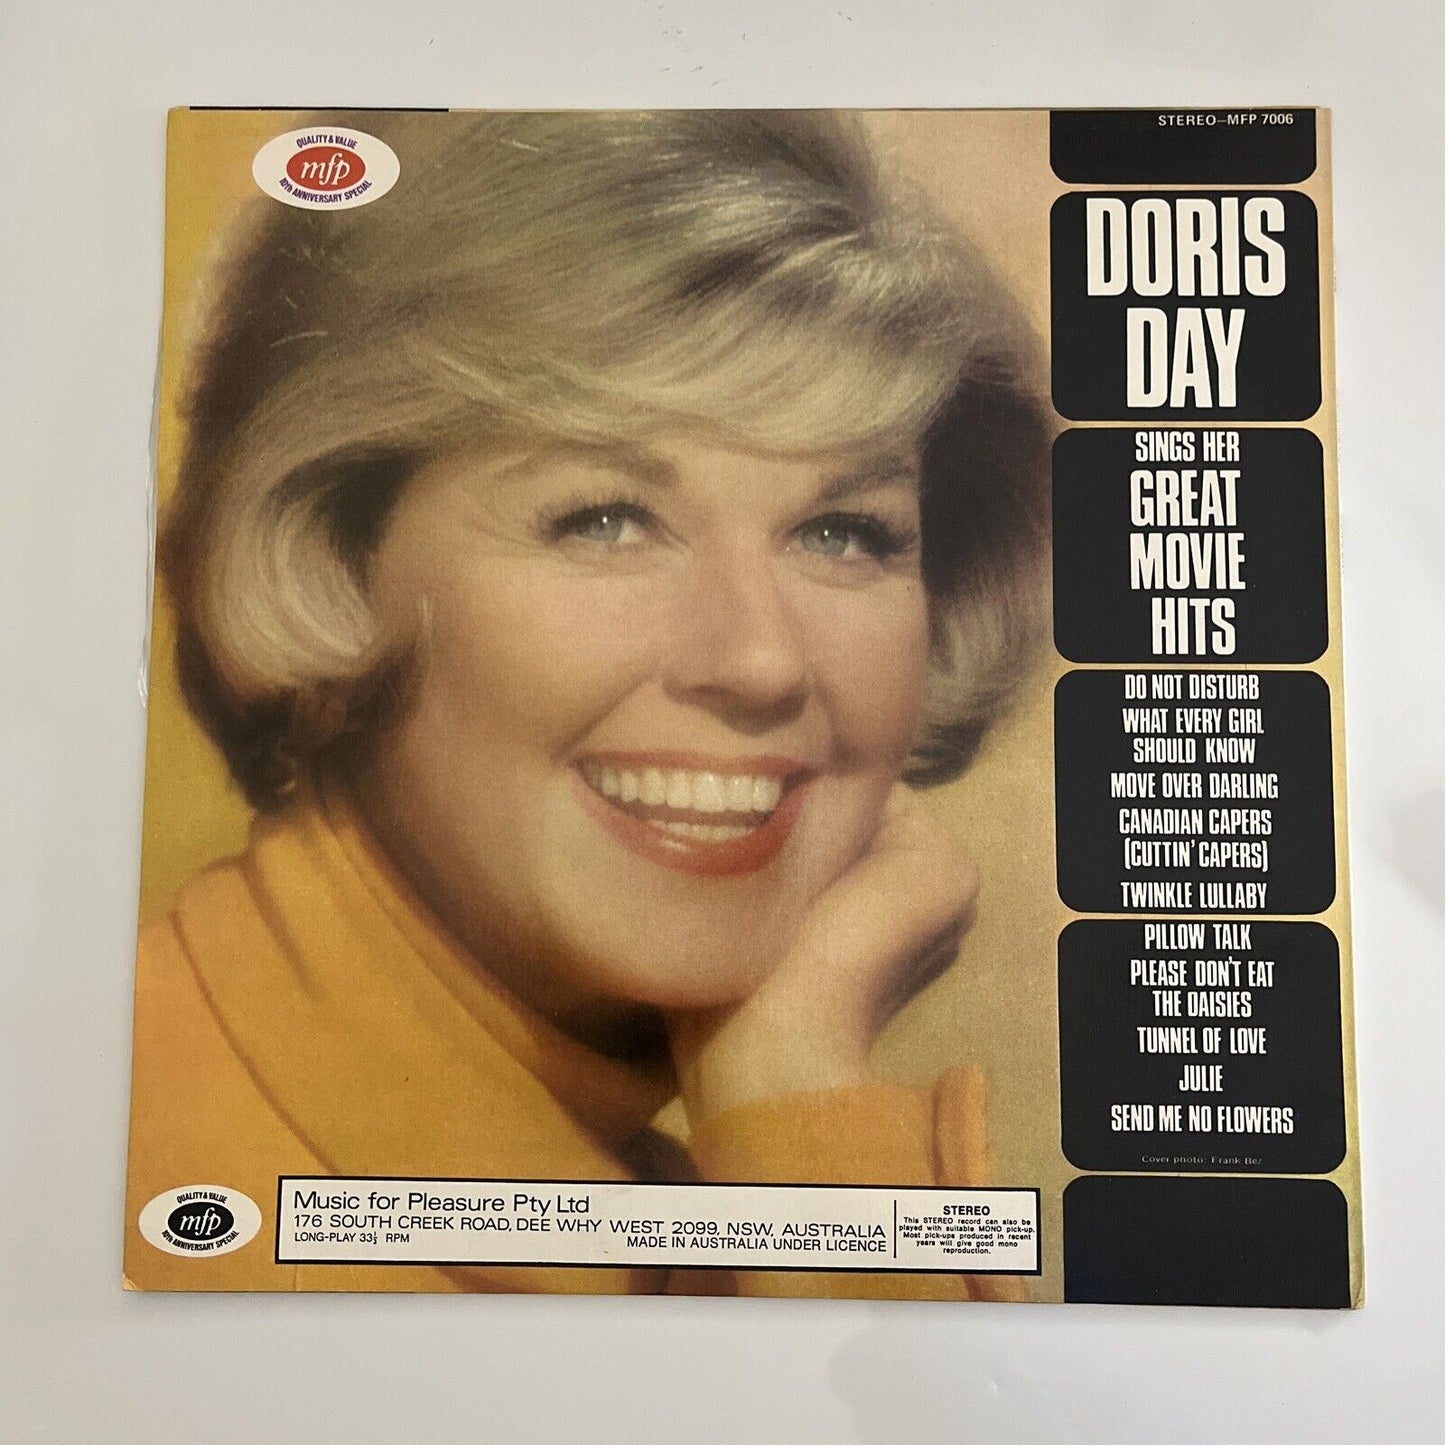 QUALITY & VALUE
mfp
10th ANNIVERSARY SPECIAL
STEREO–MFP 7006
DORIS
DAY
SINGS HER
GREAT
MOVIE
HITS
DO NOT DISTURB
WHAT EVERY GIRL
SHOULD KNOW
MOVE OVER DARLING
CANADIAN CAPERS
(CUTTIN' CAPERS)
TWINKLE LULLABY
PILLOW TALK
PLEASE DON'T EAT
THE DAISIES
TUNNEL OF LOVE
JULIE
SEND ME NO FLOWERS
Cover photo: Frank Bez
QUALITY & VALUE
mfp
10th ANNIVERSARY SPECIAL
Music for Pleasure Pty Ltd
176 SOUTH CREEK ROAD, DEE WHY WEST 2099, NSW, AUSTRALIA
LONG-PLAY 33⅓ RPM
MADE IN AUSTRALIA UNDER LICENCE
STEREO
This STEREO record can also be
played with suitable MONO pick-up.
Most pick-ups produced in recent
years will give good mono
reproduction.